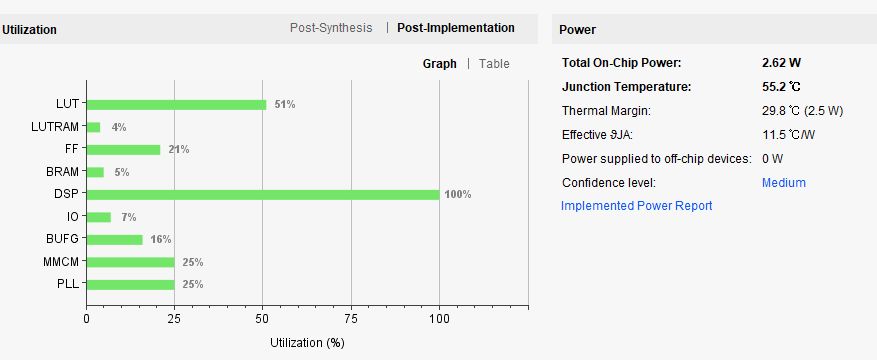 Utilization
Post-Synthesis | Post-Implementation
Graph | Table
LUT 51%
LUTRAM 4%
FF 21%
BRAM 5%
DSP 100%
IO 7%
BUFG 16%
MMCM 25%
PLL 25%
0 25 50 75 100
Utilization (%)
Power
Total On-Chip Power: 2.62 W
Junction Temperature: 55.2 ℃
Thermal Margin: 29.8 ℃ (2.5 W)
Effective ϑJA: 11.5 ℃/W
Power supplied to off-chip devices: 0 W
Confidence level: Medium
Implemented Power Report